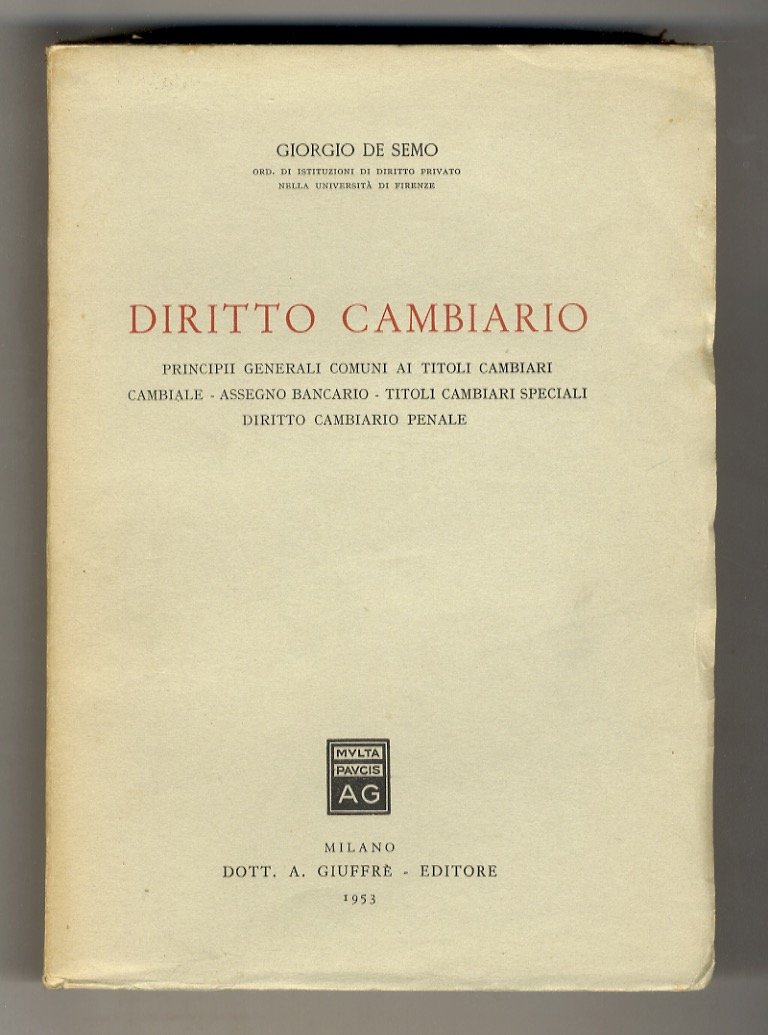 GIORGIO DE SEMO
ORD. DI ISTITUZIONI DI DIRITTO PRIVATO
NELLA UNIVERSITÀ DI FIRENZE
DIRITTO CAMBIARIO
PRINCIPII GENERALI COMUNI AI TITOLI CAMBIARI
CAMBIALE - ASSEGNO BANCARIO - TITOLI CAMBIARI SPECIALI
DIRITTO CAMBIARIO PENALE
MVLTA
PAVCIS
AG
MILANO
DOTT. A. GIUFFRÈ - EDITORE
1953